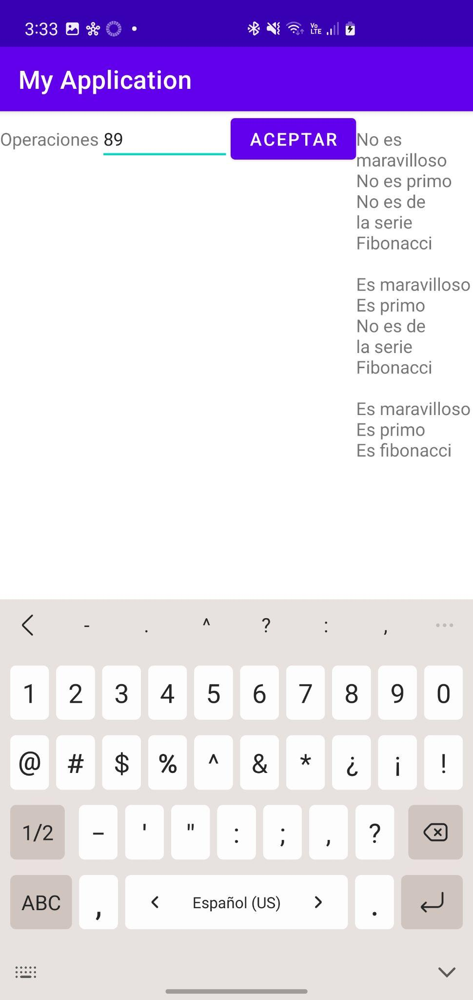 3:33
Vo
LTE
My Application
Operaciones 89 ACEPTAR No es
maravilloso
No es primo
No es de
la serie
Fibonacci
Es maravilloso
Es primo
No es de
la serie
Fibonacci
Es maravilloso
Es primo
Es fibonacci
- . ^ ? : , ...
1 2 3 4 5 6 7 8 9 0
@ # $ % ^ & * ¿ ¡ !
1/2 – ' " : ; , ?
ABC , < Español (US) > .